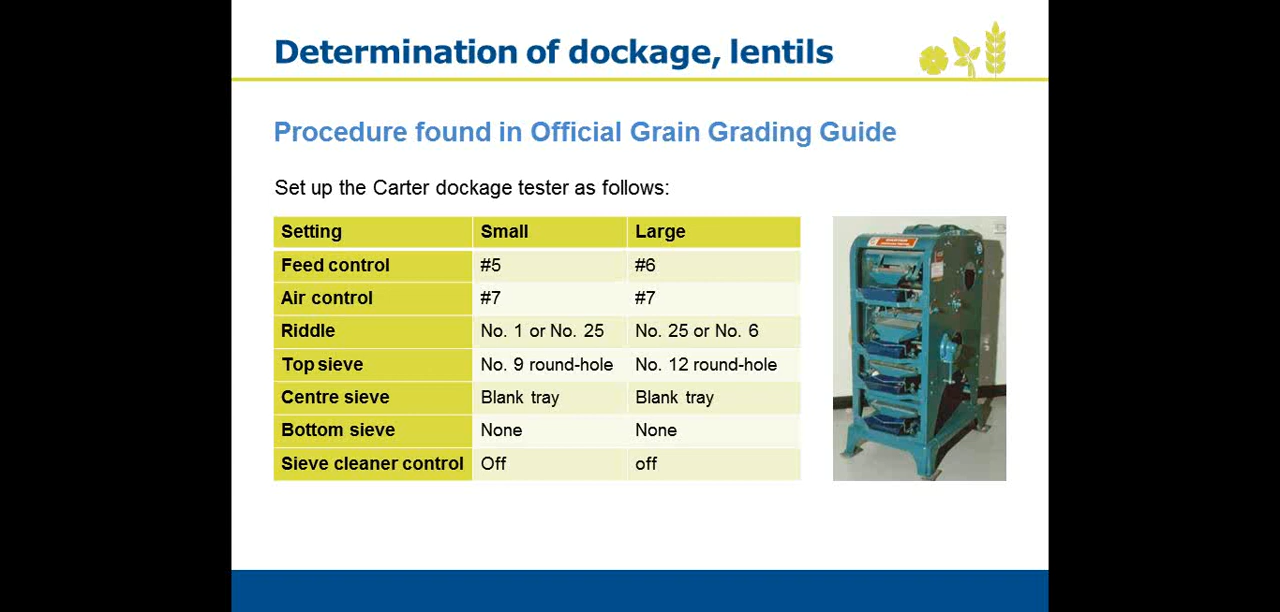 Determination of dockage, lentils
Procedure found in Official Grain Grading Guide
Set up the Carter dockage tester as follows:
Setting Small Large
Feed control #5 #6
Air control #7 #7
Riddle No. 1 or No. 25 No. 25 or No. 6
Top sieve No. 9 round-hole No. 12 round-hole
Centre sieve Blank tray Blank tray
Bottom sieve None None
Sieve cleaner control Off off